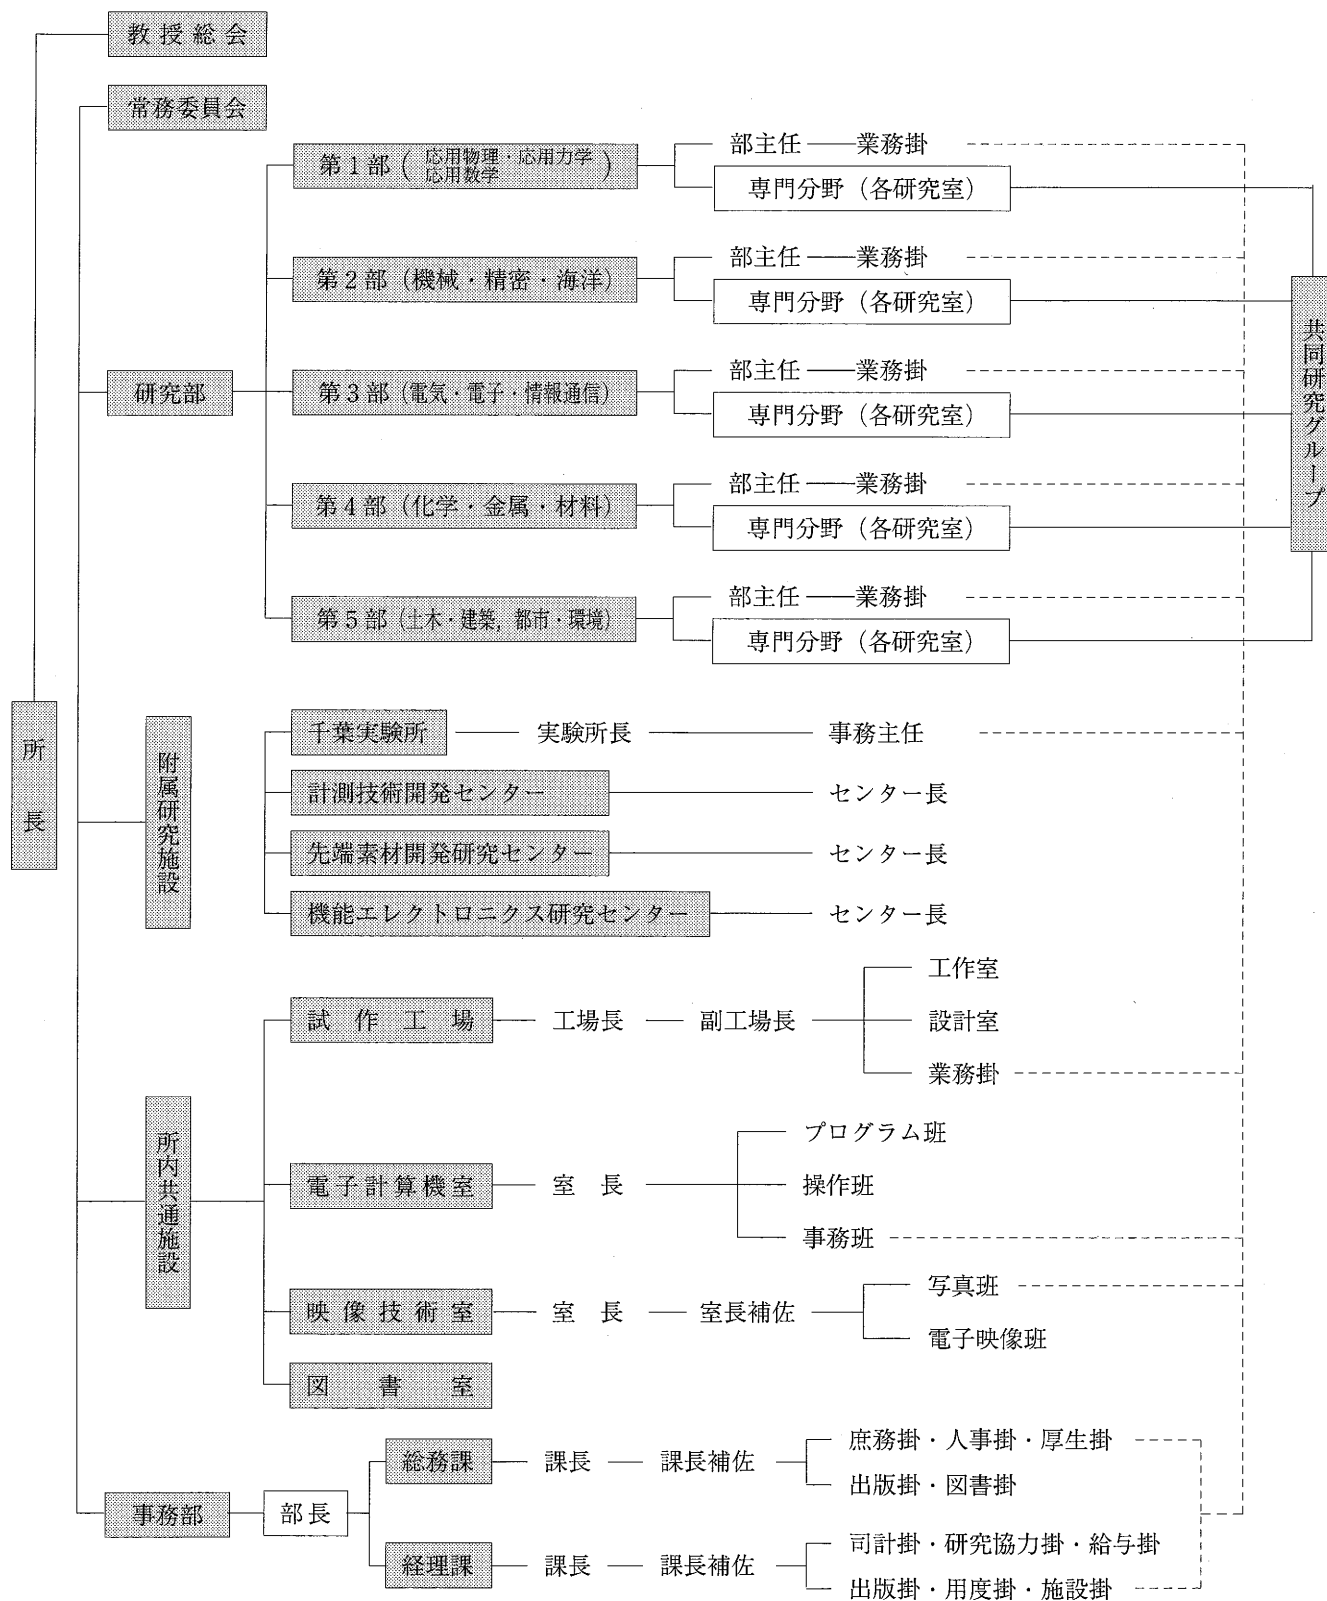 教授総会
常務委員会
第1部(応用物理・応用力学
応用数学)
部主任 業務掛
専門分野(各研究室)
第2部(機械・精密・海洋)
部主任 業務掛
専門分野(各研究室)
研究部
第3部(電気・電子・情報通信)
部主任 業務掛
専門分野(各研究室)
第4部(化学・金属・材料)
部主任 業務掛
専門分野(各研究室)
第5部(土木・建築,都市・環境)
部主任 業務掛
専門分野(各研究室)
共同研究グループ
所長
附属研究施設
千葉実験所 実験所長 事務主任
計測技術開発センター センター長
先端素材開発研究センター センター長
機能エレクトロニクス研究センター センター長
所内共通施設
試作工場 工場長 副工場長
工作室
設計室
業務掛
電子計算機室 室長
プログラム班
操作班
事務班
映像技術室 室長 室長補佐
写真班
電子映像班
図書室
事務部 部長
総務課 課長 課長補佐
庶務掛・人事掛・厚生掛
出版掛・図書掛
経理課 課長 課長補佐
司計掛・研究協力掛・給与掛
出版掛・用度掛・施設掛